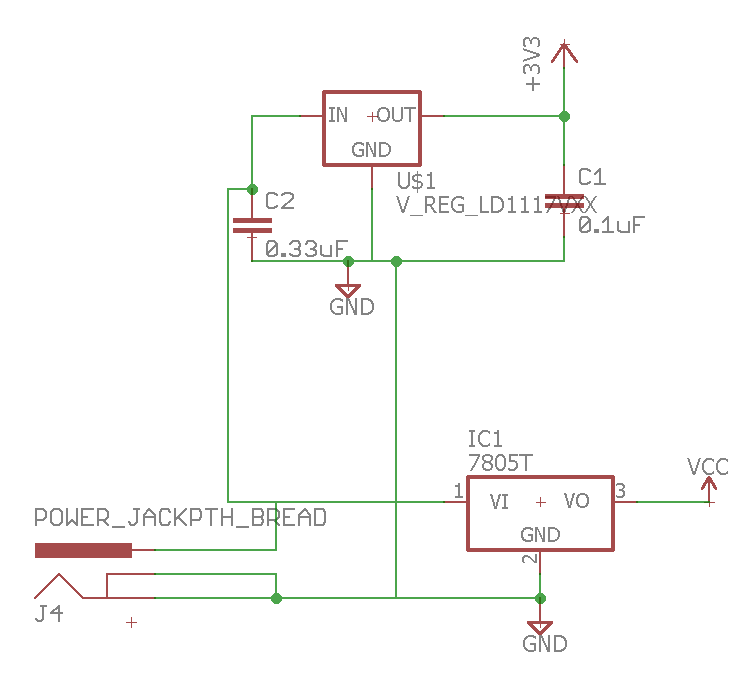 +3V3
IN OUT
GND
U$1
V_REG_LD1117VXX
C1
0.1uF
C2
0.33uF
GND
IC1
7805T
VCC
1 VI VO 3
GND
2
POWER_JACKPTH_BREAD
J4
GND